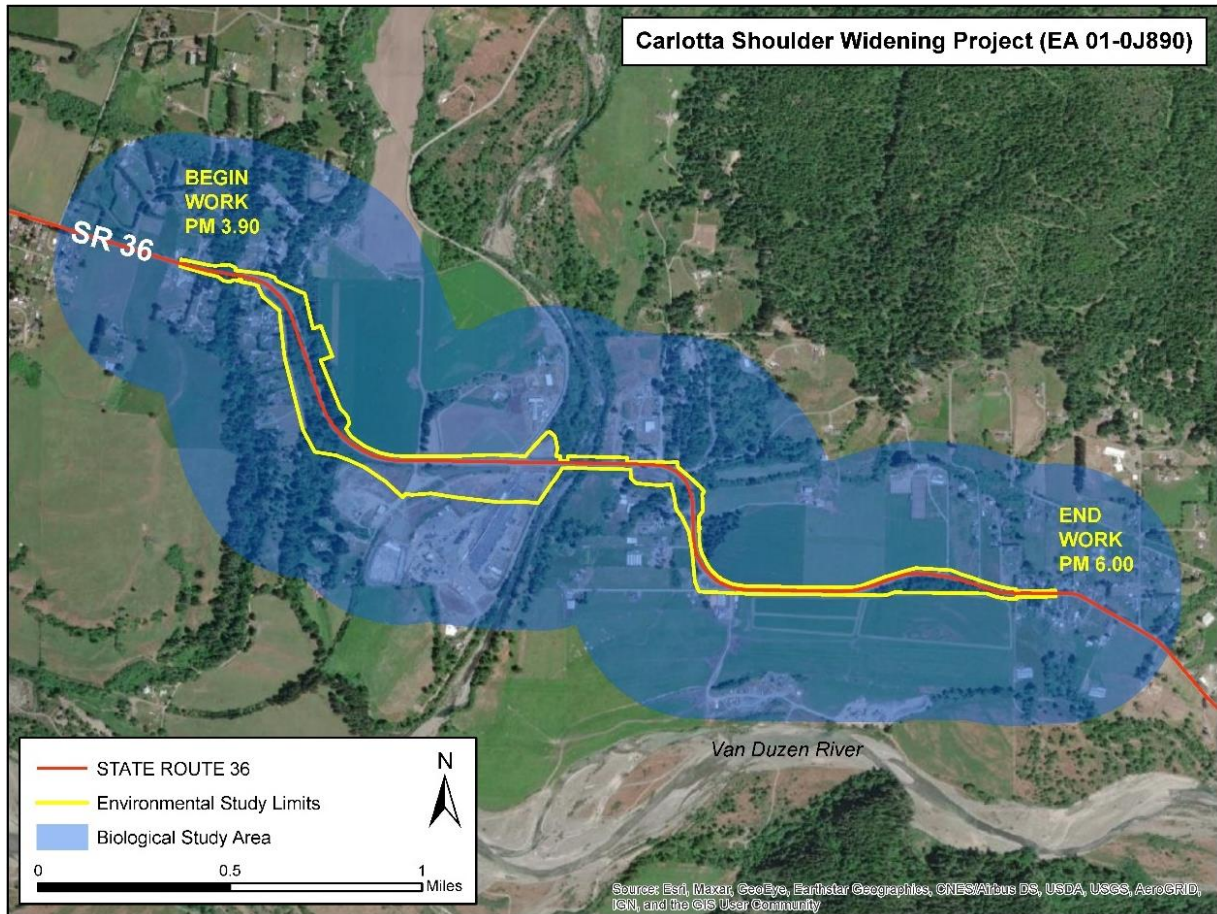 Carlotta Shoulder Widening Project (EA 01-0J890)
BEGIN
WORK
PM 3.90
SR 36
END
WORK
PM 6.00
Van Duzen River
STATE ROUTE 36
Environmental Study Limits
Biological Study Area
N
0 0.5 1
Miles
Source: Esri, Maxar, GeoEye, Earthstar Geographics, CNES/Airbus DS, USDA, USGS, AeroGRID,
IGN, and the GIS User Community